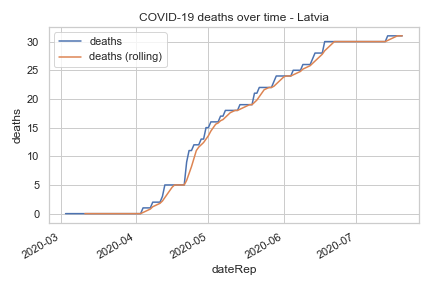 COVID-19 deaths over time - Latvia
deaths
deaths (rolling)
30
25
20
15
10
5
0
deaths
2020-03
2020-04
2020-05
2020-06
2020-07
dateRep